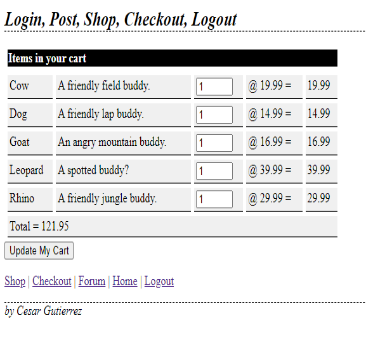 Login, Post, Shop, Checkout, Logout
Items in your cart
Cow A friendly field buddy. 1 @ 19.99 = 19.99
Dog A friendly lap buddy. 1 @ 14.99 = 14.99
Goat An angry mountain buddy. 1 @ 16.99 = 16.99
Leopard A spotted buddy? 1 @ 39.99 = 39.99
Rhino A friendly jungle buddy. 1 @ 29.99 = 29.99
Total = 121.95
Update My Cart
Shop | Checkout | Forum | Home | Logout
by Cesar Gutierrez